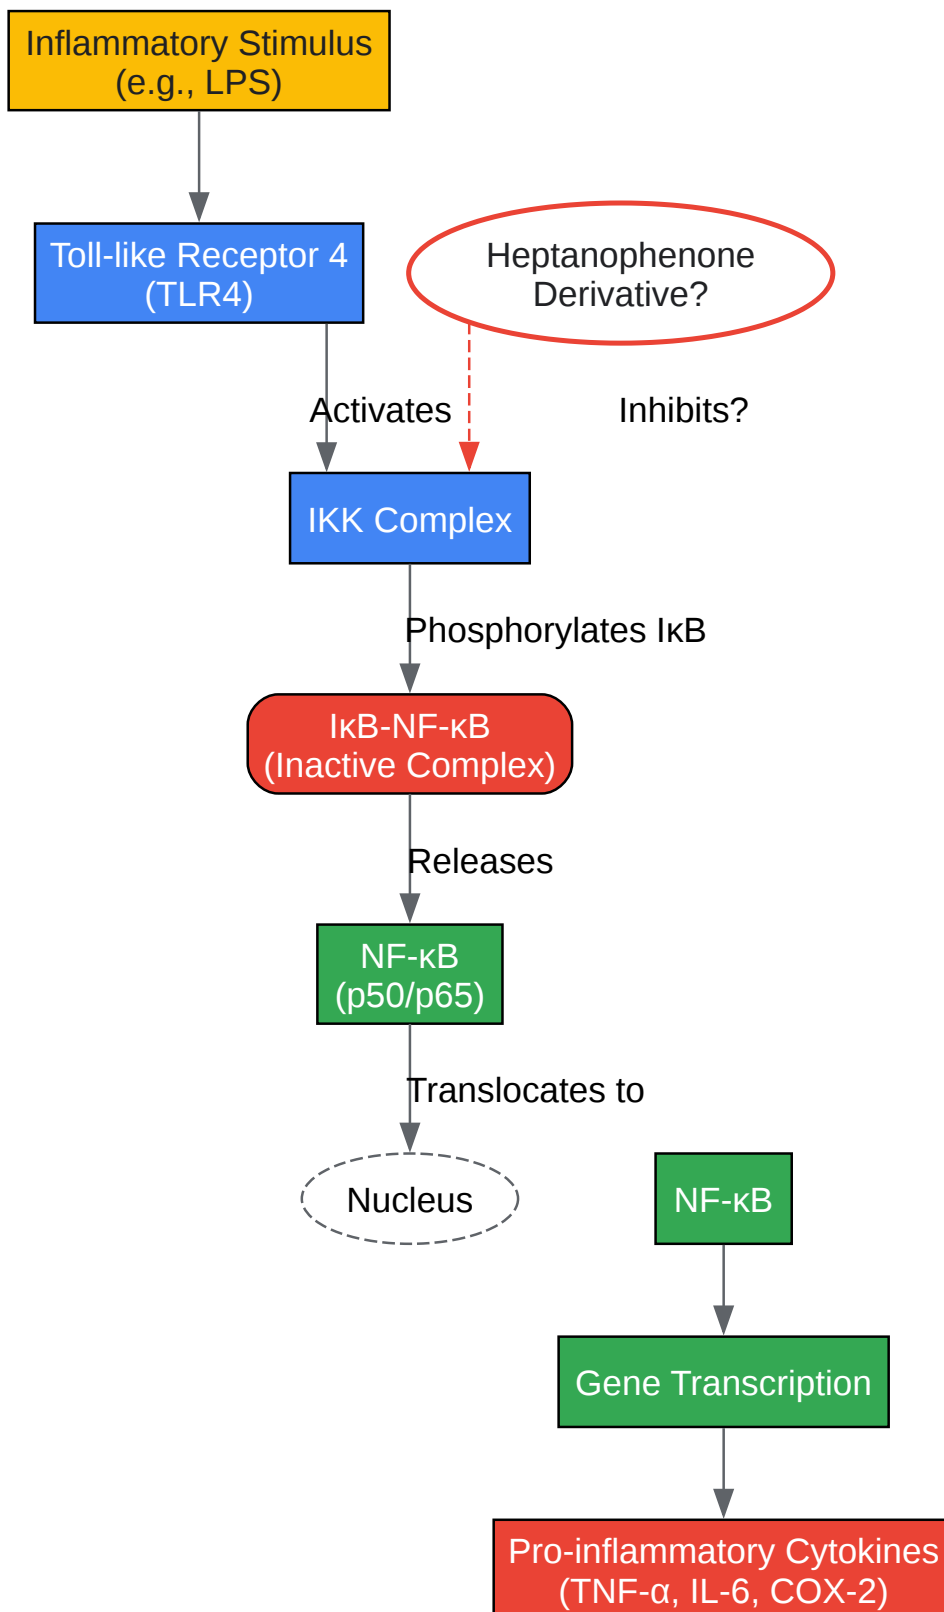 Inflammatory Stimulus
(e.g., LPS)
Toll-like Receptor 4
(TLR4)
Heptanophenone
Derivative?
Activates
Inhibits?
IKK Complex
Phosphorylates IκB
IκB-NF-κB
(Inactive Complex)
Releases
NF-κB
(p50/p65)
Translocates to
Nucleus
NF-κB
Gene Transcription
Pro-inflammatory Cytokines
(TNF-α, IL-6, COX-2)